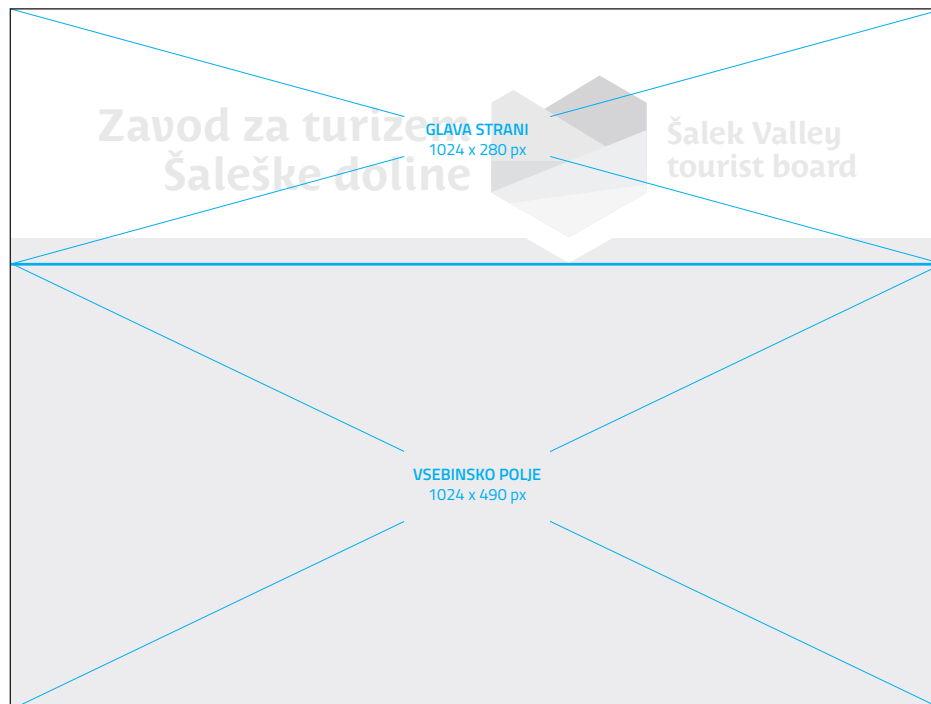 Zavod za turizem
Šaleške doline
GLAVA STRANI
1024 x 280 px
Šalek Valley
tourist board
VSEBINSKO POLJE
1024 x 490 px